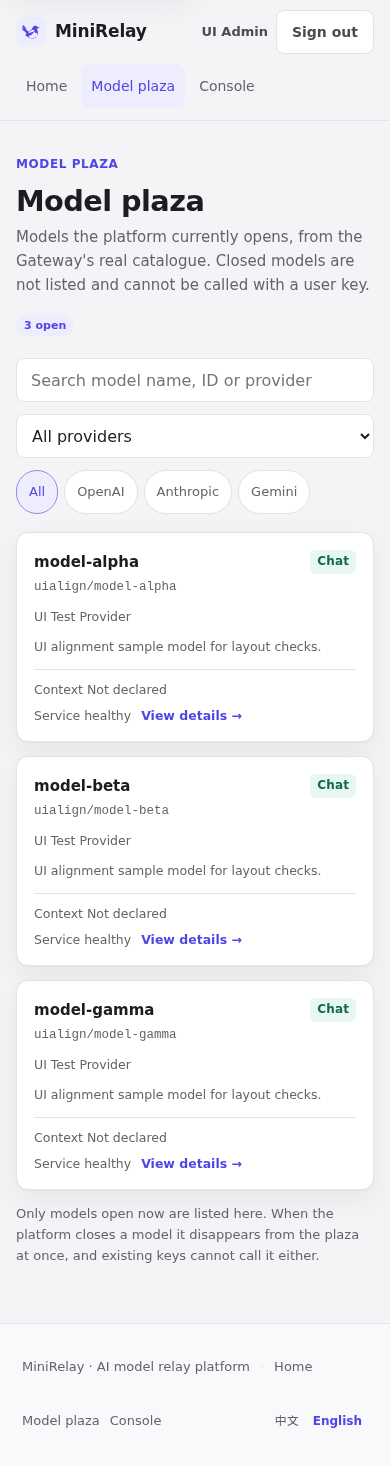 MiniRelay
UI Admin
Sign out
Home
Model plaza
Console
MODEL PLAZA
Model plaza
Models the platform currently opens, from the
Gateway's real catalogue. Closed models are
not listed and cannot be called with a user key.
3 open
Search model name, ID or provider
All providers
All
OpenAI
Anthropic
Gemini
model-alpha
Chat
uialign/model-alpha
UI Test Provider
UI alignment sample model for layout checks.
Context Not declared
Service healthy View details →
model-beta
Chat
uialign/model-beta
UI Test Provider
UI alignment sample model for layout checks.
Context Not declared
Service healthy View details →
model-gamma
Chat
uialign/model-gamma
UI Test Provider
UI alignment sample model for layout checks.
Context Not declared
Service healthy View details →
Only models open now are listed here. When the
platform closes a model it disappears from the plaza
at once, and existing keys cannot call it either.
MiniRelay · AI model relay platform · Home
Model plaza Console
中文 English